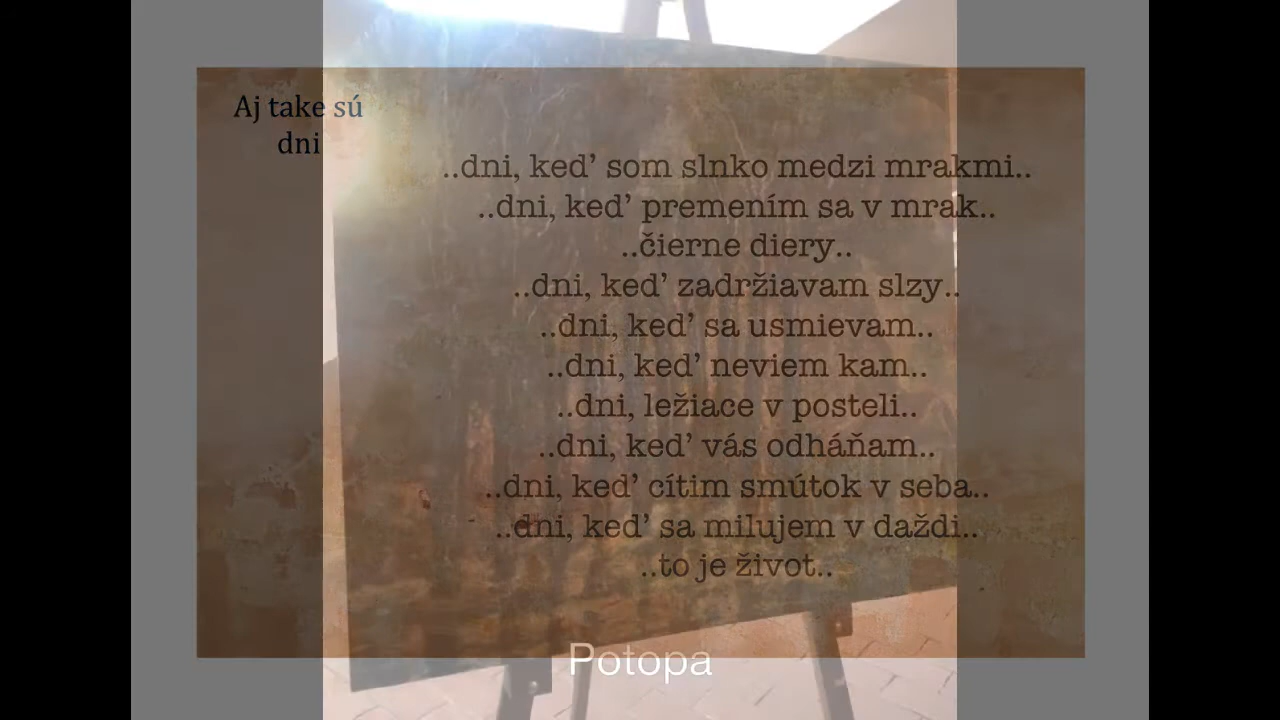 Aj take sú
dni
..dni, keď som slnko medzi mrakmi..
..dni, keď premením sa v mrak..
..čierne diery..
..dni, keď zadržiavam slzy..
..dni, keď sa usmievam..
..dni, keď neviem kam..
..dni, ležiace v posteli..
..dni, keď vás odháňam..
..dni, keď cítim smútok v seba..
..dni, keď sa milujem v daždi..
..to je život..
Potopa